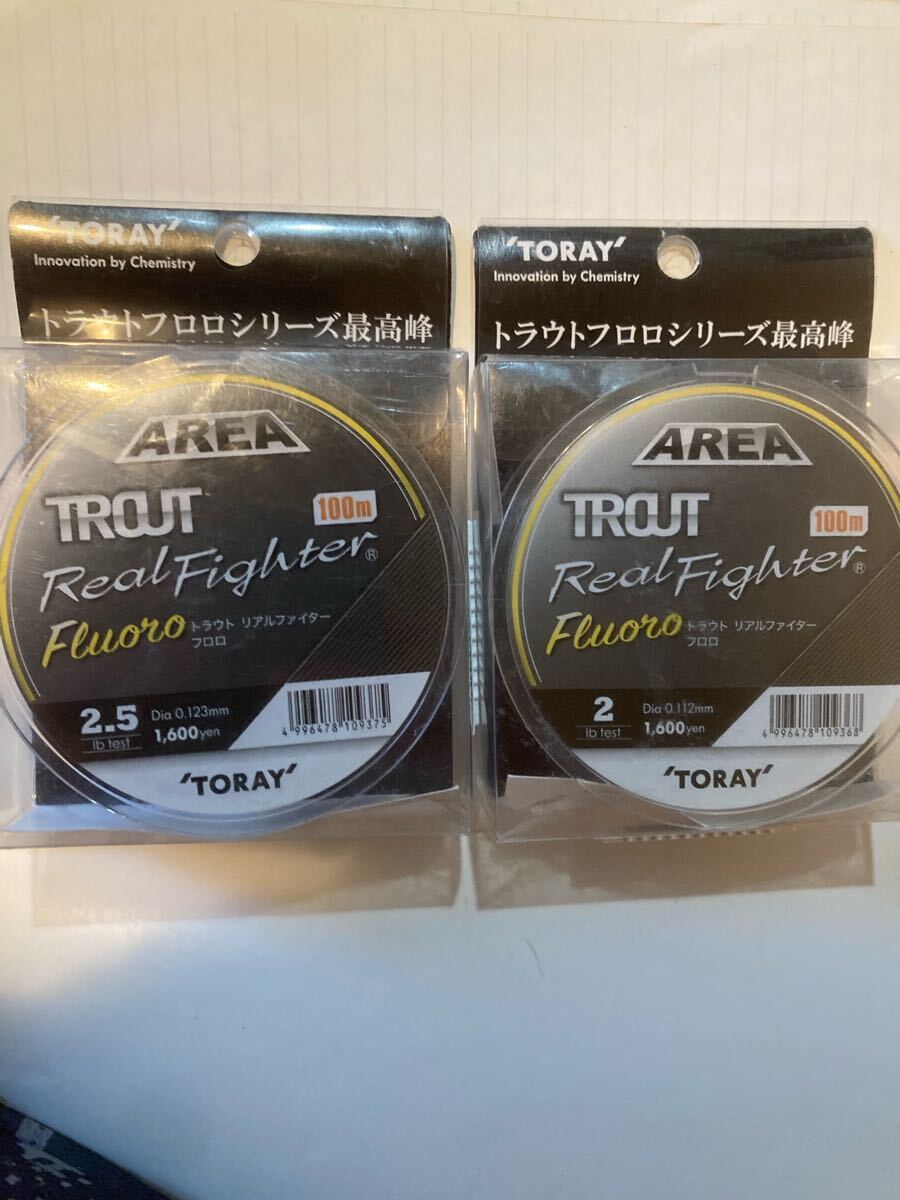 'TORAY'
Innovation by Chemistry
トラウトフロロシリーズ最高峰
AREA
TROUT
100m
Real Fighter®
Fluoro
トラウト リアルファイター
フロロ
2.5
lb test
Dia 0.123mm
1,600yen
4 996478 109375
'TORAY'
'TORAY'
Innovation by Chemistry
トラウトフロロシリーズ最高峰
AREA
TROUT
100m
Real Fighter®
Fluoro
トラウト リアルファイター
フロロ
2
lb test
Dia 0.112mm
1,600yen
4 996478 109368
'TORAY'